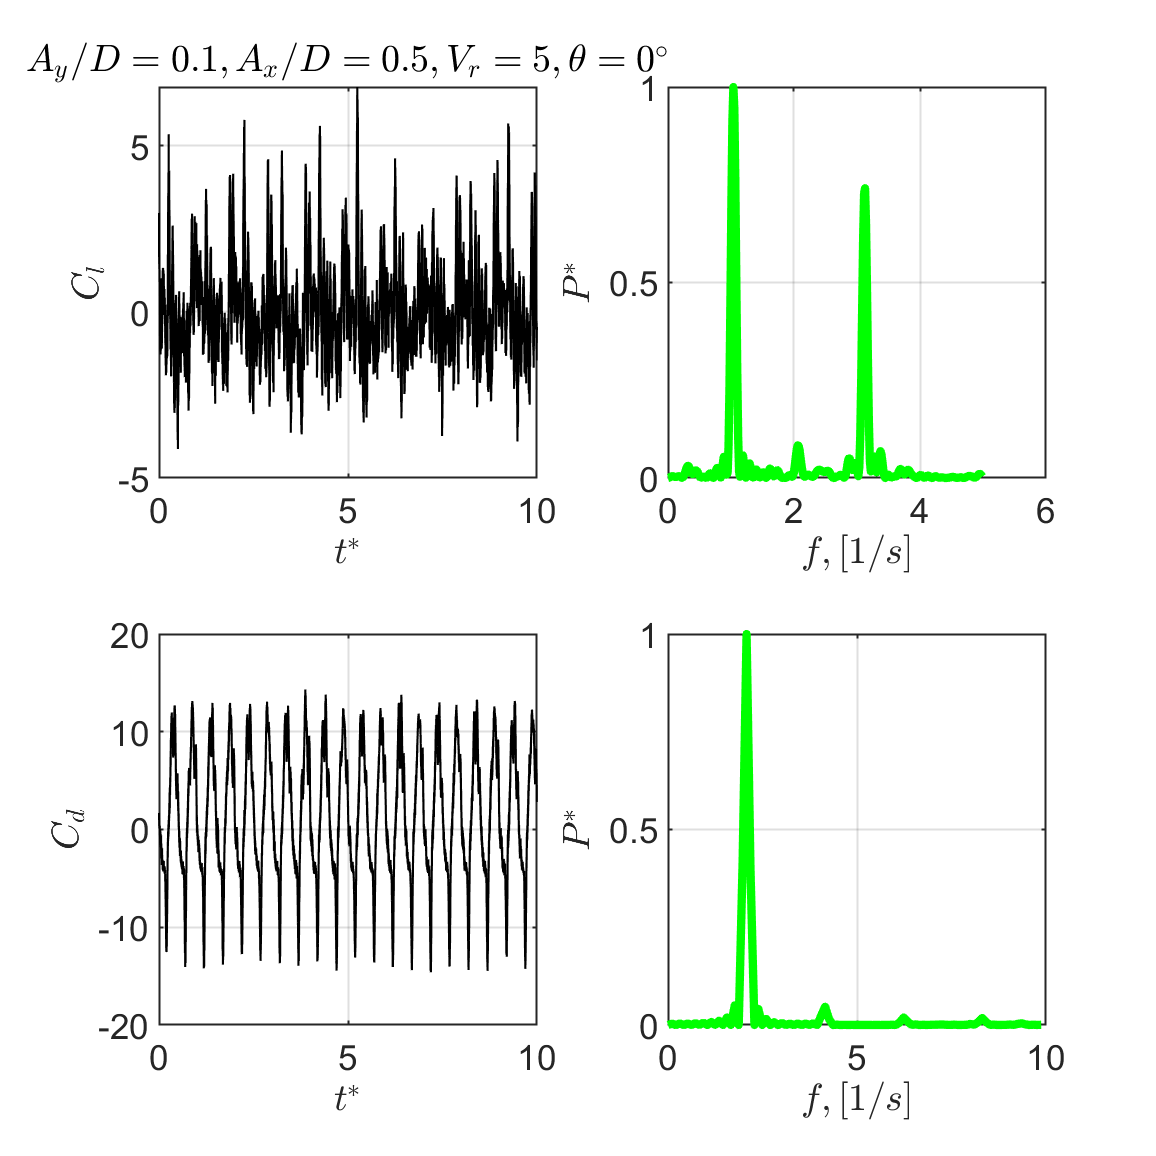 A_y/D = 0.1, A_x/D = 0.5, V_r = 5, θ = 0°
5
0
-5
C_l
0 5 10
t*
1
0.5
0
P*
0 2 4 6
f, [1/s]
20
10
0
-10
-20
C_d
0 5 10
t*
1
0.5
0
P*
0 5 10
f, [1/s]